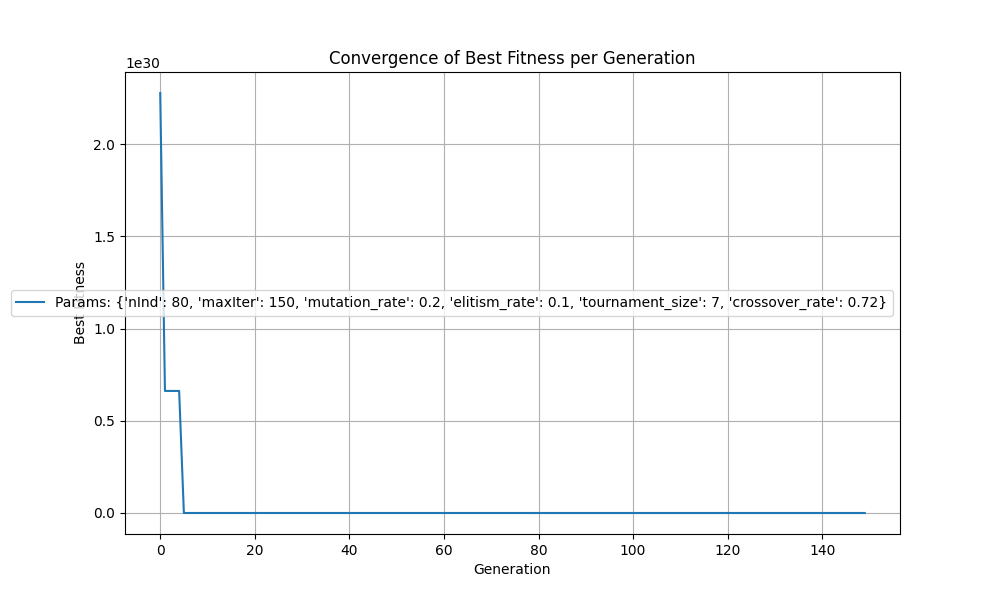 Convergence of Best Fitness per Generation
1e30
2.0
1.5
Params: {'nInd': 80, 'maxIter': 150, 'mutation_rate': 0.2, 'elitism_rate': 0.1, 'tournament_size': 7, 'crossover_rate': 0.72}
Best
1.0
0.5
0.0
0 20 40 60 80 100 120 140
Generation